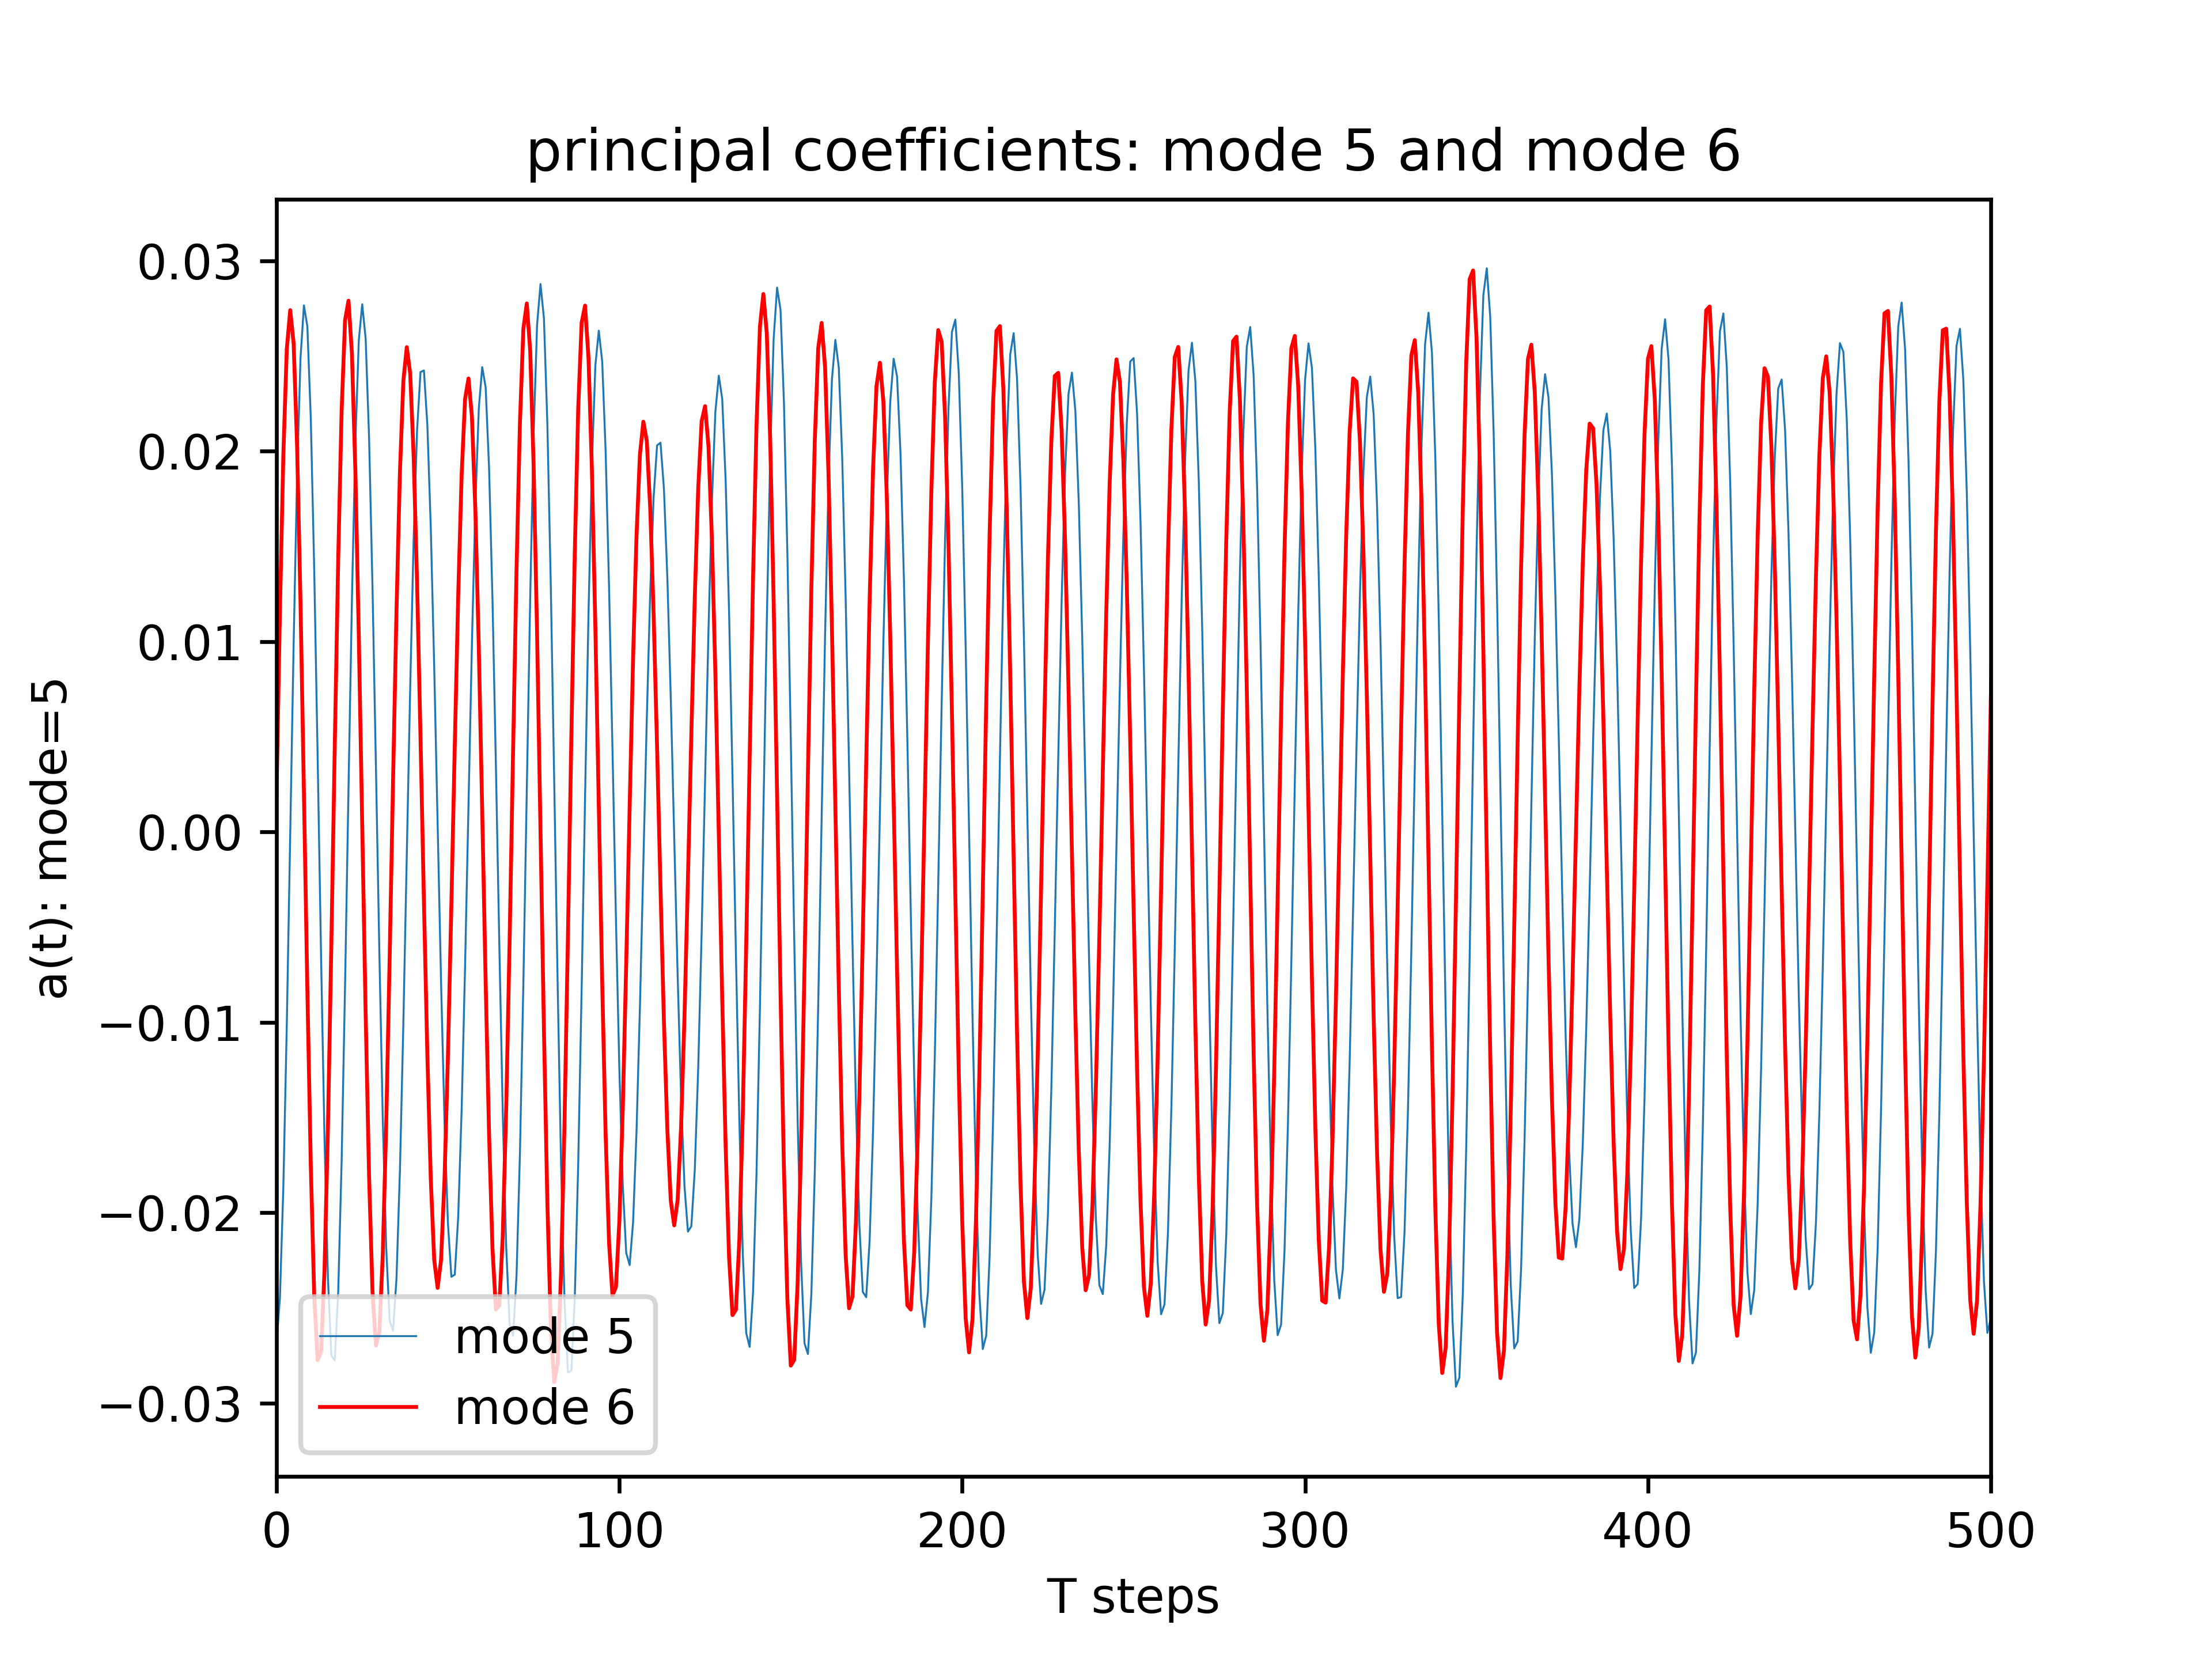 principal coefficients: mode 5 and mode 6
0.03
0.02
0.01
0.00
−0.01
−0.02
−0.03
a(t): mode=5
mode 5
mode 6
0 100 200 300 400 500
T steps